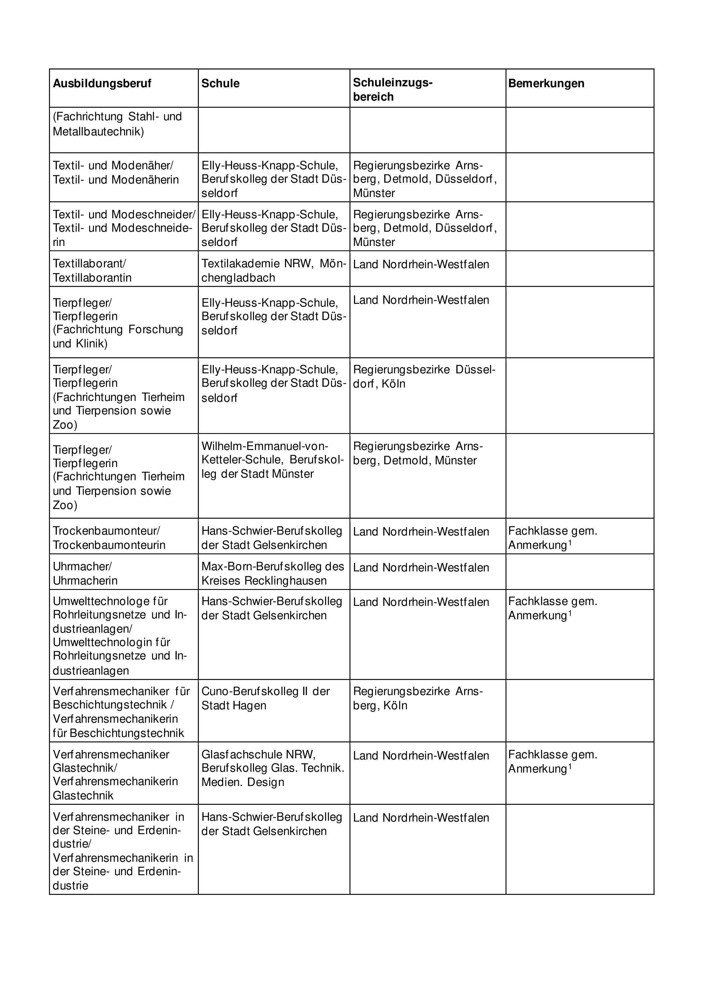 Ausbildungsberuf
Schule
Schuleinzugs-
bereich
Bemerkungen
(Fachrichtung Stahl- und
Metallbautechnik)
Textil- und Modenäher/
Textil- und Modenäherin
Elly-Heuss-Knapp-Schule,
Berufskolleg der Stadt Düs-
seldorf
Regierungsbezirke Arns-
berg, Detmold, Düsseldorf,
Münster
Textil- und Modeschneider/
Textil- und Modeschneide-
rin
Elly-Heuss-Knapp-Schule,
Berufskolleg der Stadt Düs-
seldorf
Regierungsbezirke Arns-
berg, Detmold, Düsseldorf,
Münster
Textillaborant/
Textillaborantin
Textilakademie NRW, Mön-
chengladbach
Land Nordrhein-Westfalen
Tierpfleger/
Tierpflegerin
(Fachrichtung Forschung
und Klinik)
Elly-Heuss-Knapp-Schule,
Berufskolleg der Stadt Düs-
seldorf
Land Nordrhein-Westfalen
Tierpfleger/
Tierpflegerin
(Fachrichtungen Tierheim
und Tierpension sowie
Zoo)
Elly-Heuss-Knapp-Schule,
Berufskolleg der Stadt Düs-
seldorf
Regierungsbezirke Düssel-
dorf, Köln
Tierpfleger/
Tierpflegerin
(Fachrichtungen Tierheim
und Tierpension sowie
Zoo)
Wilhelm-Emmanuel-von-
Ketteler-Schule, Berufskol-
leg der Stadt Münster
Regierungsbezirke Arns-
berg, Detmold, Münster
Trockenbaumonteur/
Trockenbaumonteurin
Hans-Schwier-Berufskolleg
der Stadt Gelsenkirchen
Land Nordrhein-Westfalen
Fachklasse gem.
Anmerkung¹
Uhrmacher/
Uhrmacherin
Max-Born-Berufskolleg des
Kreises Recklinghausen
Land Nordrhein-Westfalen
Umwelttechnologe für
Rohrleitungsnetze und In-
dustrieanlagen/
Umwelttechnologin für
Rohrleitungsnetze und In-
dustrieanlagen
Hans-Schwier-Berufskolleg
der Stadt Gelsenkirchen
Land Nordrhein-Westfalen
Fachklasse gem.
Anmerkung¹
Verfahrensmechaniker für
Beschichtungstechnik /
Verfahrensmechanikerin
für Beschichtungstechnik
Cuno-Berufskolleg II der
Stadt Hagen
Regierungsbezirke Arns-
berg, Köln
Verfahrensmechaniker
Glastechnik/
Verfahrensmechanikerin
Glastechnik
Glasfachschule NRW,
Berufskolleg Glas. Technik.
Medien. Design
Land Nordrhein-Westfalen
Fachklasse gem.
Anmerkung¹
Verfahrensmechaniker in
der Steine- und Erdenin-
dustrie/
Verfahrensmechanikerin in
der Steine- und Erdenin-
dustrie
Hans-Schwier-Berufskolleg
der Stadt Gelsenkirchen
Land Nordrhein-Westfalen